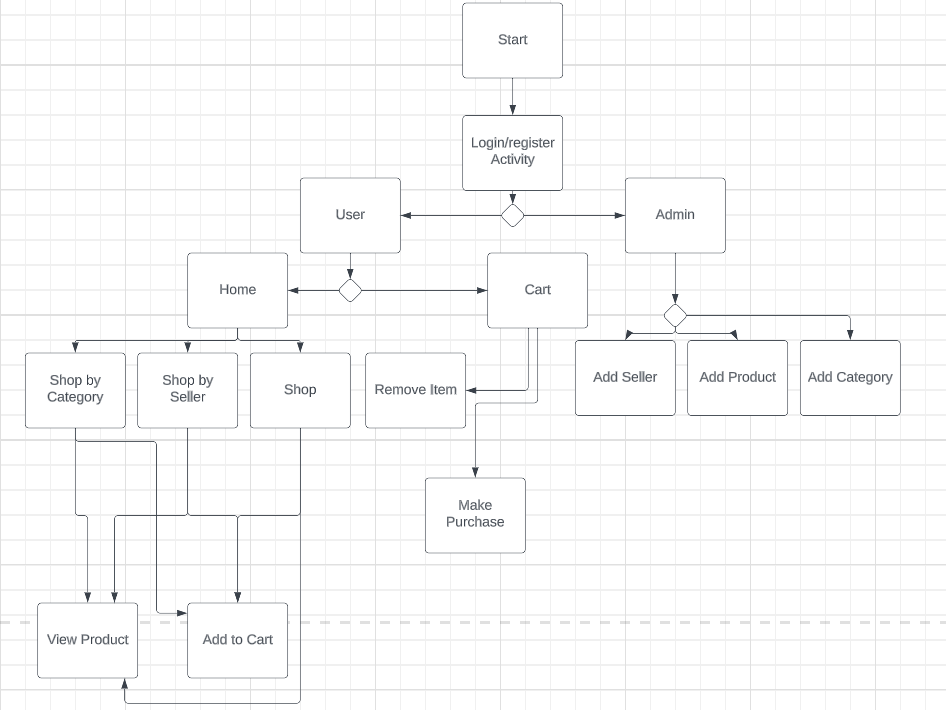 Start
Login/register
Activity
User
Admin
Home
Cart
Shop by
Category
Shop by
Seller
Shop
Remove Item
Add Seller
Add Product
Add Category
Make
Purchase
View Product
Add to Cart